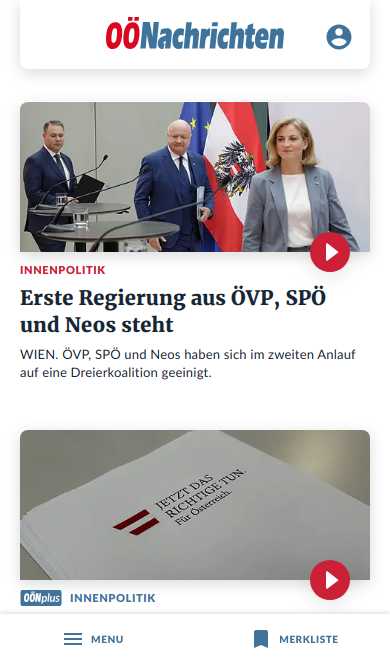 OÖNachrichten
INNENPOLITIK
Erste Regierung aus ÖVP, SPÖ
und Neos steht
WIEN. ÖVP, SPÖ und Neos haben sich im zweiten Anlauf
auf eine Dreierkoalition geeinigt.
JETZT DAS
RICHTIGE TUN.
Für Österreich.
OÖNplus INNENPOLITIK
MENU MERKLISTE